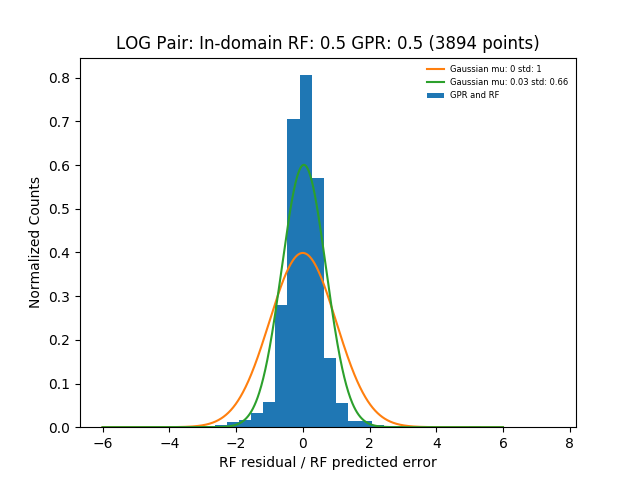 LOG Pair: In-domain RF: 0.5 GPR: 0.5 (3894 points)
Gaussian mu: 0 std: 1
Gaussian mu: 0.03 std: 0.66
GPR and RF
Normalized Counts
0.8
0.7
0.6
0.5
0.4
0.3
0.2
0.1
0.0
−6 −4 −2 0 2 4 6 8
RF residual / RF predicted error